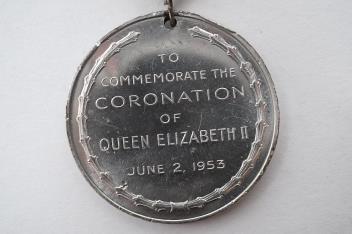 TO
COMMEMORATE THE
CORONATION
OF
QUEEN ELIZABETH II
JUNE 2, 1953